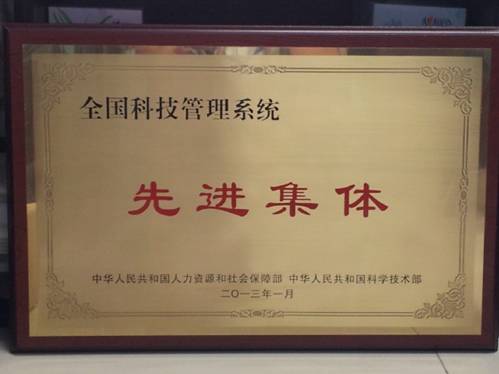 全国科技管理系统
先进集体
中华人民共和国人力资源和社会保障部 中华人民共和国科学技术部
二〇一三年一月